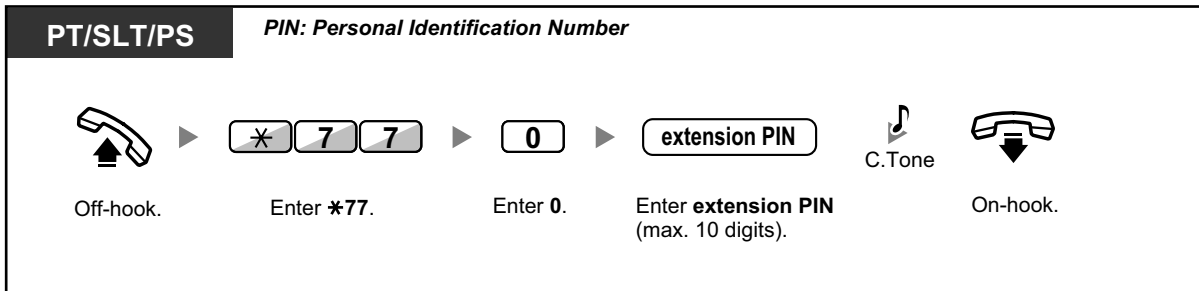 PT/SLT/PS
PIN: Personal Identification Number
✳ 7 7
0
extension PIN
C.Tone
Off-hook.
Enter ✳77.
Enter 0.
Enter extension PIN
(max. 10 digits).
On-hook.